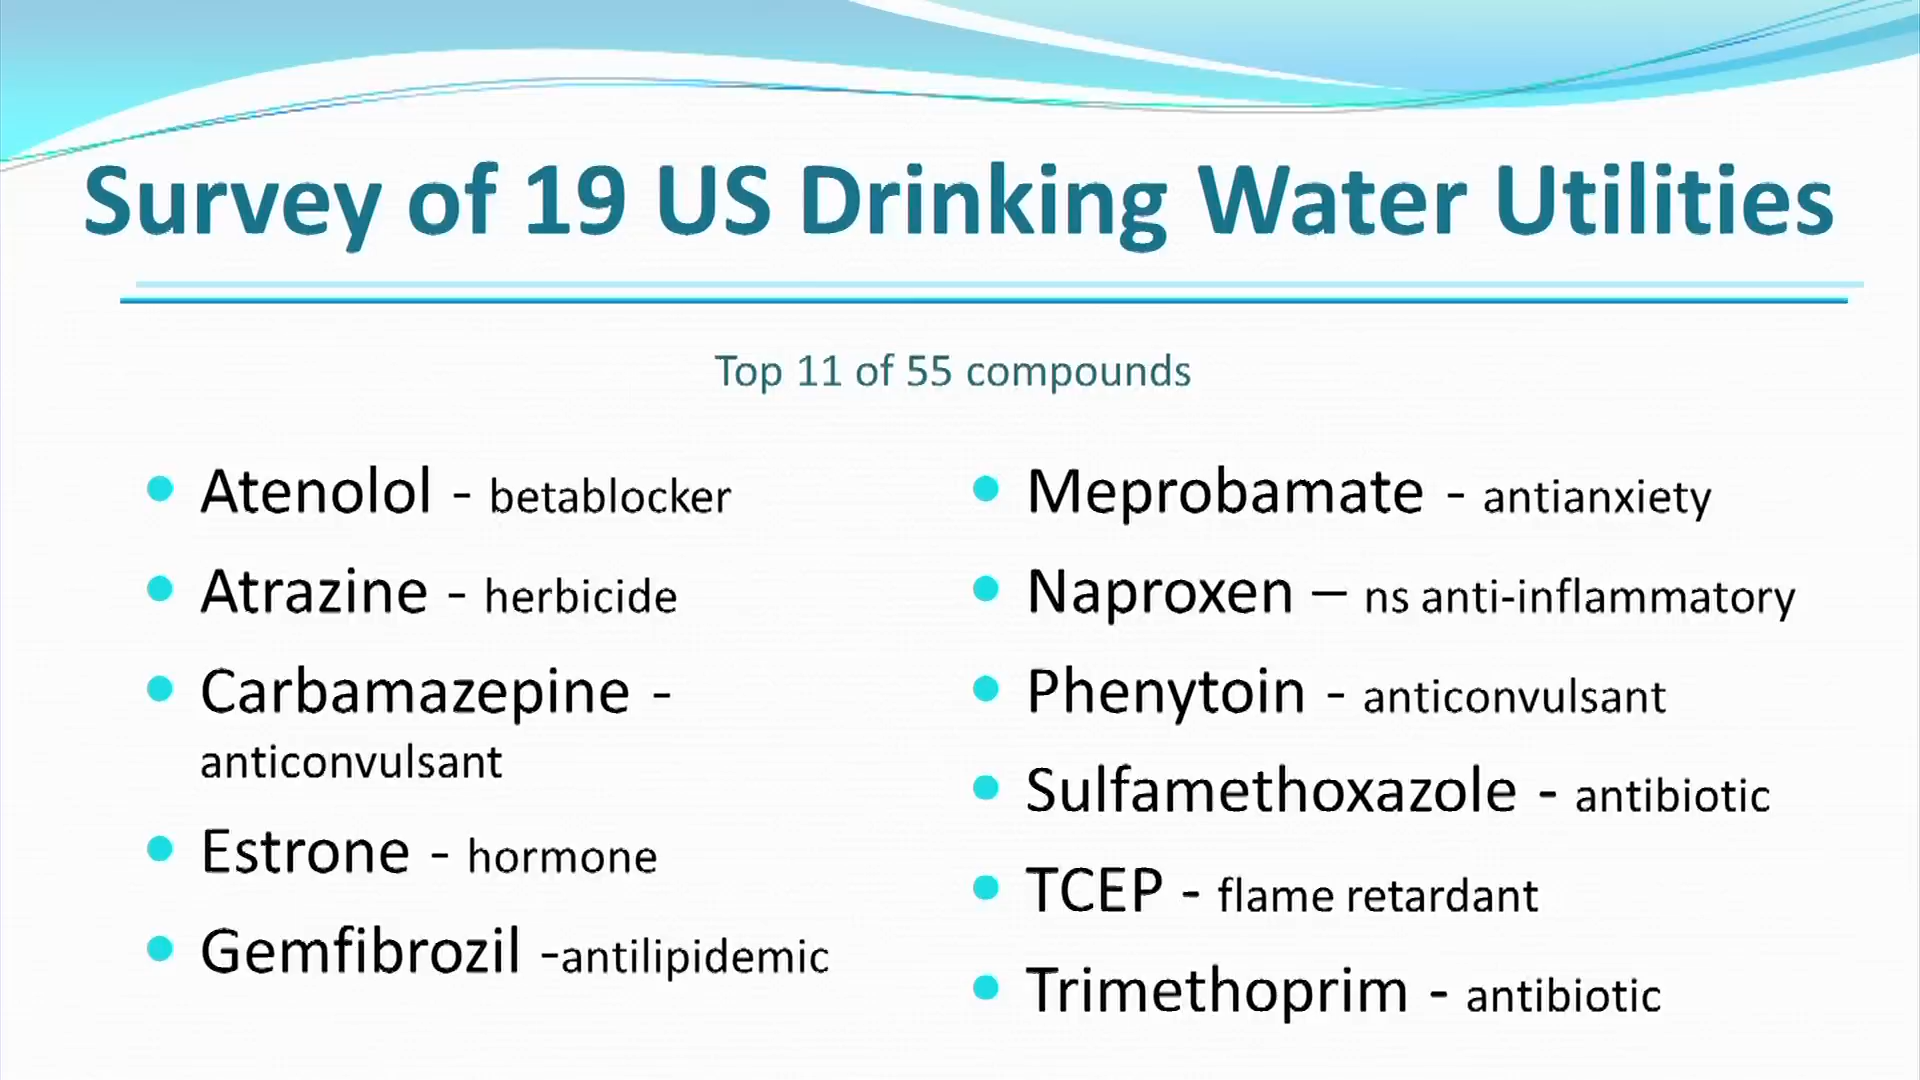 Survey of 19 US Drinking Water Utilities
Top 11 of 55 compounds
Atenolol - betablocker
Atrazine - herbicide
Carbamazepine -
anticonvulsant
Estrone - hormone
Gemfibrozil -antilipidemic
Meprobamate - antianxiety
Naproxen – ns anti-inflammatory
Phenytoin - anticonvulsant
Sulfamethoxazole - antibiotic
TCEP - flame retardant
Trimethoprim - antibiotic